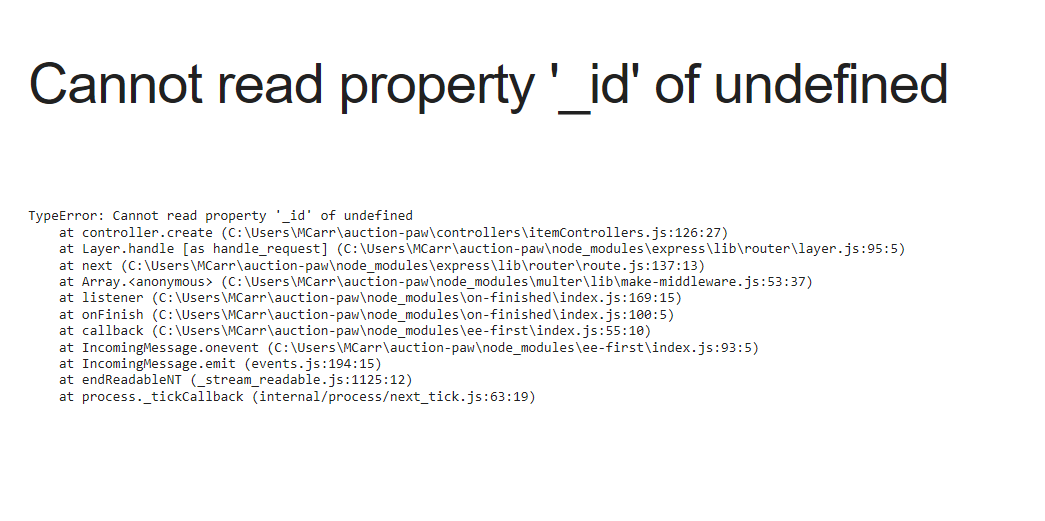 Cannot read property '_id' of undefined
TypeError: Cannot read property '_id' of undefined
at controller.create (C:\Users\MCarr\auction-paw\controllers\itemControllers.js:126:27)
at Layer.handle [as handle_request] (C:\Users\MCarr\auction-paw\node_modules\express\lib\router\layer.js:95:5)
at next (C:\Users\MCarr\auction-paw\node_modules\express\lib\router\route.js:137:13)
at Array.<anonymous> (C:\Users\MCarr\auction-paw\node_modules\multer\lib\make-middleware.js:53:37)
at listener (C:\Users\MCarr\auction-paw\node_modules\on-finished\index.js:169:15)
at onFinish (C:\Users\MCarr\auction-paw\node_modules\on-finished\index.js:100:5)
at callback (C:\Users\MCarr\auction-paw\node_modules\ee-first\index.js:55:10)
at IncomingMessage.onevent (C:\Users\MCarr\auction-paw\node_modules\ee-first\index.js:93:5)
at IncomingMessage.emit (events.js:194:15)
at endReadableNT (_stream_readable.js:1125:12)
at process._tickCallback (internal/process/next_tick.js:63:19)